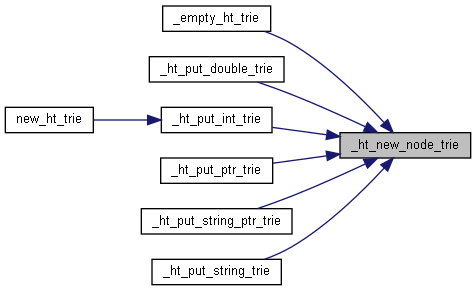 _empty_ht_trie
_ht_put_double_trie
new_ht_trie
_ht_put_int_trie
_ht_new_node_trie
_ht_put_ptr_trie
_ht_put_string_ptr_trie
_ht_put_string_trie